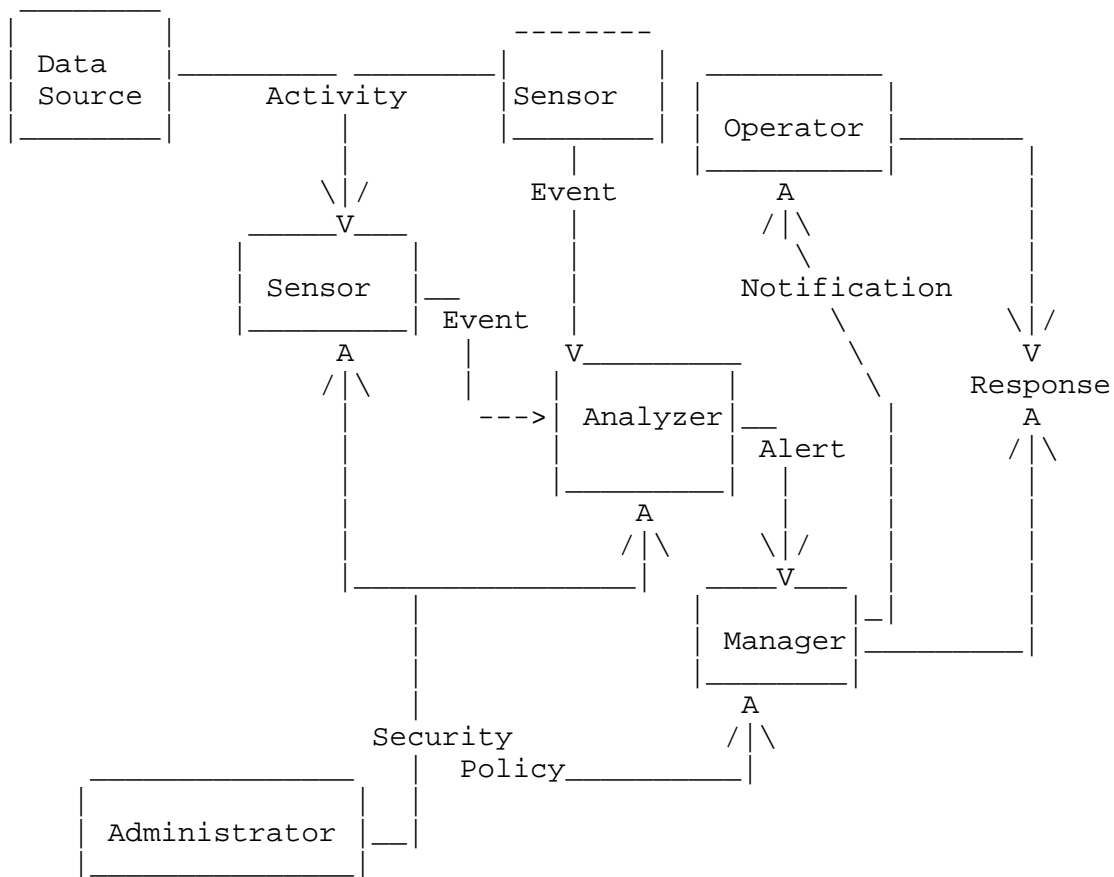 Data
Source
Activity
Sensor
Operator
Event
Sensor
Event
Notification
Response
Analyzer
Alert
Manager
Security
Policy
Administrator